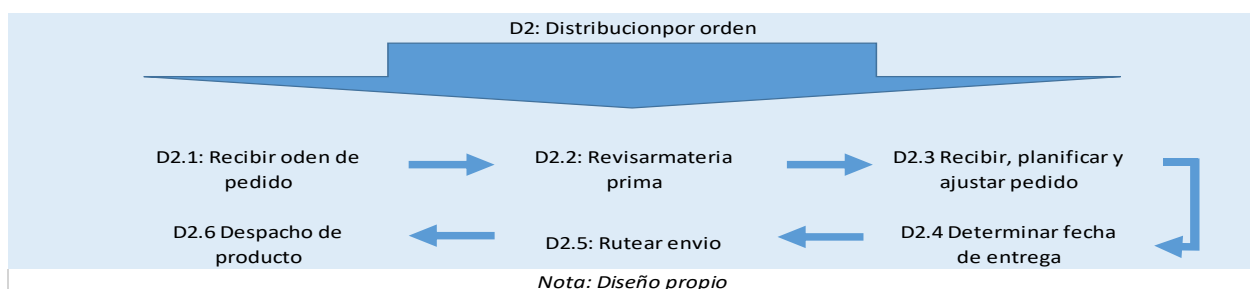 D2: Distribucionpor orden
D2.1: Recibir oden de
pedido
D2.2: Revisarmateria
prima
D2.3 Recibir, planificar y
ajustar pedido
D2.4 Determinar fecha
de entrega
D2.5: Rutear envio
D2.6 Despacho de
producto
Nota: Diseño propio